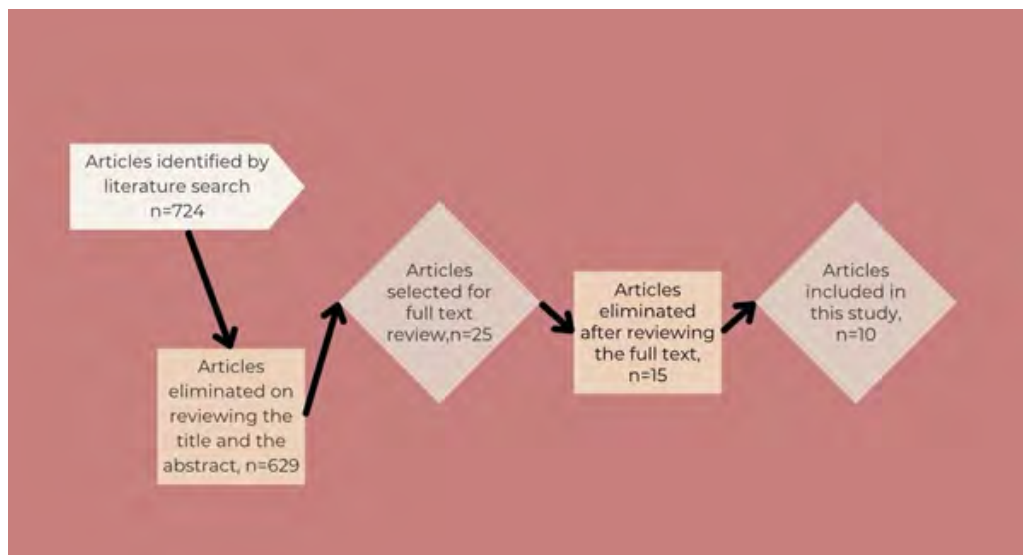 Articles identified by
literature search
n=724
Articles
eliminated on
reviewing the
title and the
abstract, n=629
Articles
selected for
full text
review,n=25
Articles
eliminated
after reviewing
the full text,
n=15
Articles
included in
this study,
n=10